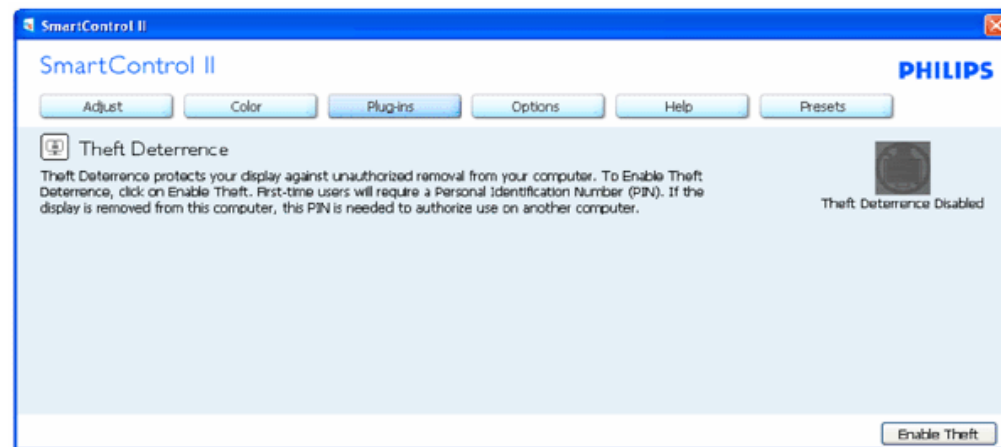 SmartControl II
SmartControl II
PHILIPS
Adjust Color Plug-ins Options Help Presets
Theft Deterrence
Theft Deterrence protects your display against unauthorized removal from your computer. To Enable Theft
Deterrence, click on Enable Theft. First-time users will require a Personal Identification Number (PIN). If the
display is removed from this computer, this PIN is needed to authorize use on another computer.
Theft Deterrence Disabled
Enable Theft